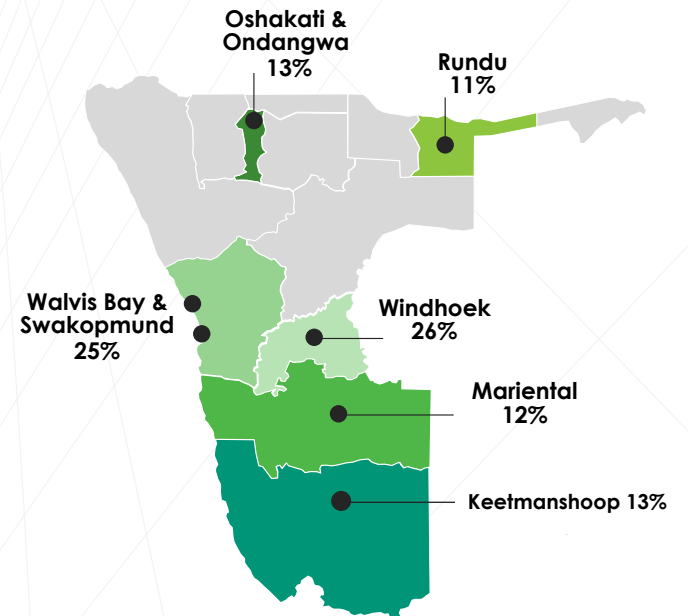 Oshakati &
Ondangwa
13%
Rundu
11%
Walvis Bay &
Swakopmund
25%
Windhoek
26%
Mariental
12%
Keetmanshoop 13%